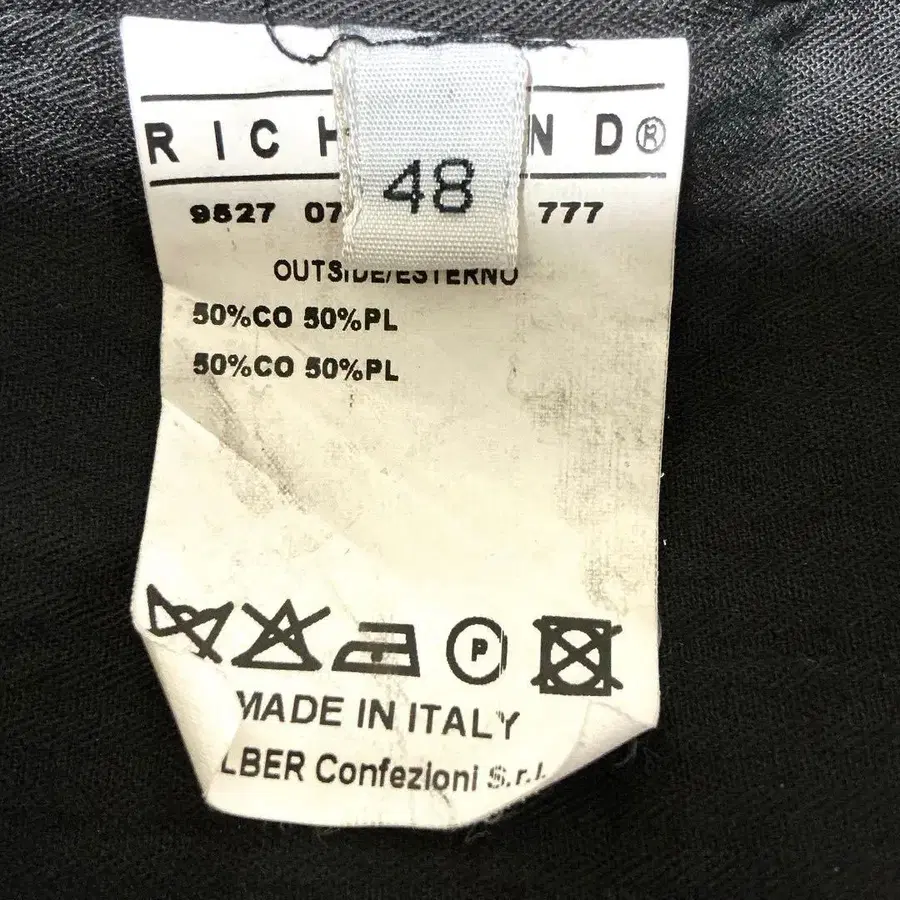 RICH ND®
48
9527 07 777
OUTSIDE/ESTERNO
50%CO 50%PL
50%CO 50%PL
P
MADE IN ITALY
LBER Confezioni S.r.l.